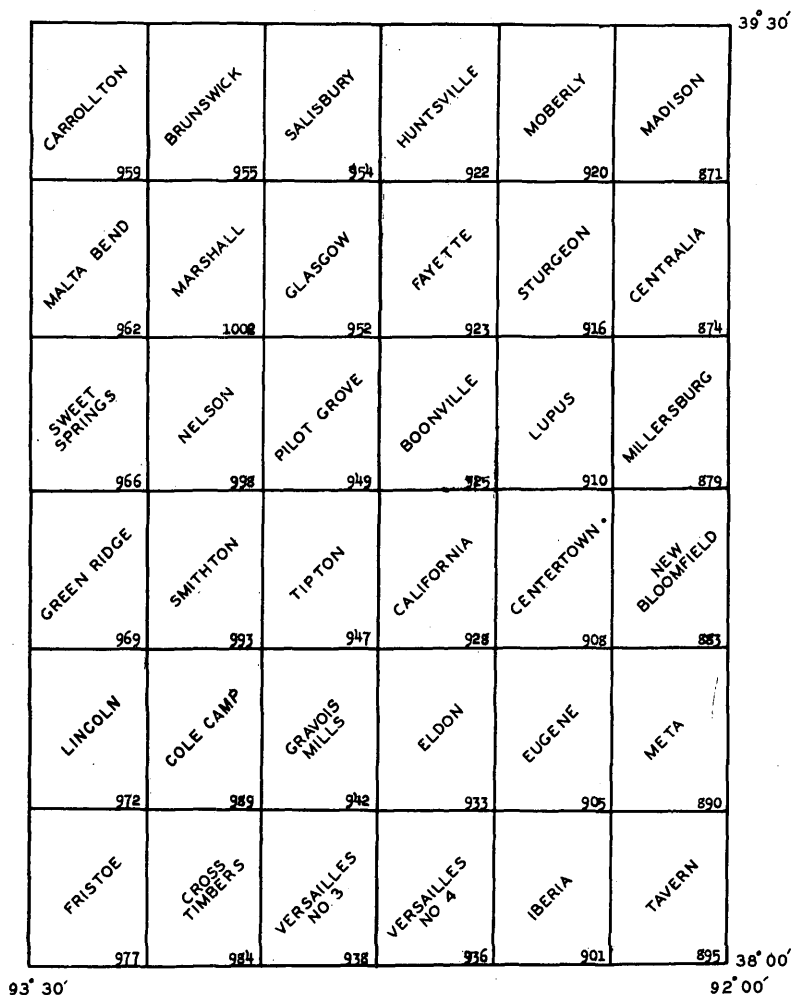 39° 30′
CARROLLTON
959
BRUNSWICK
955
SALISBURY
954
HUNTSVILLE
922
MOBERLY
920
MADISON
871
MALTA BEND
962
MARSHALL
1002
GLASGOW
952
FAYETTE
923
STURGEON
916
CENTRALIA
874
SWEET
SPRINGS
966
NELSON
998
PILOT GROVE
949
BOONVILLE
925
LUPUS
910
MILLERSBURG
879
GREEN RIDGE
969
SMITHTON
993
TIPTON
947
CALIFORNIA
928
CENTERTOWN
908
NEW
BLOOMFIELD
883
LINCOLN
972
COLE CAMP
989
GRAVOIS
MILLS
942
ELDON
933
EUGENE
905
META
890
FRISTOE
977
CROSS
TIMBERS
984
VERSAILLES
NO. 3
938
VERSAILLES
NO 4
936
IBERIA
901
TAVERN
895
38° 00′
93° 30′
92° 00′